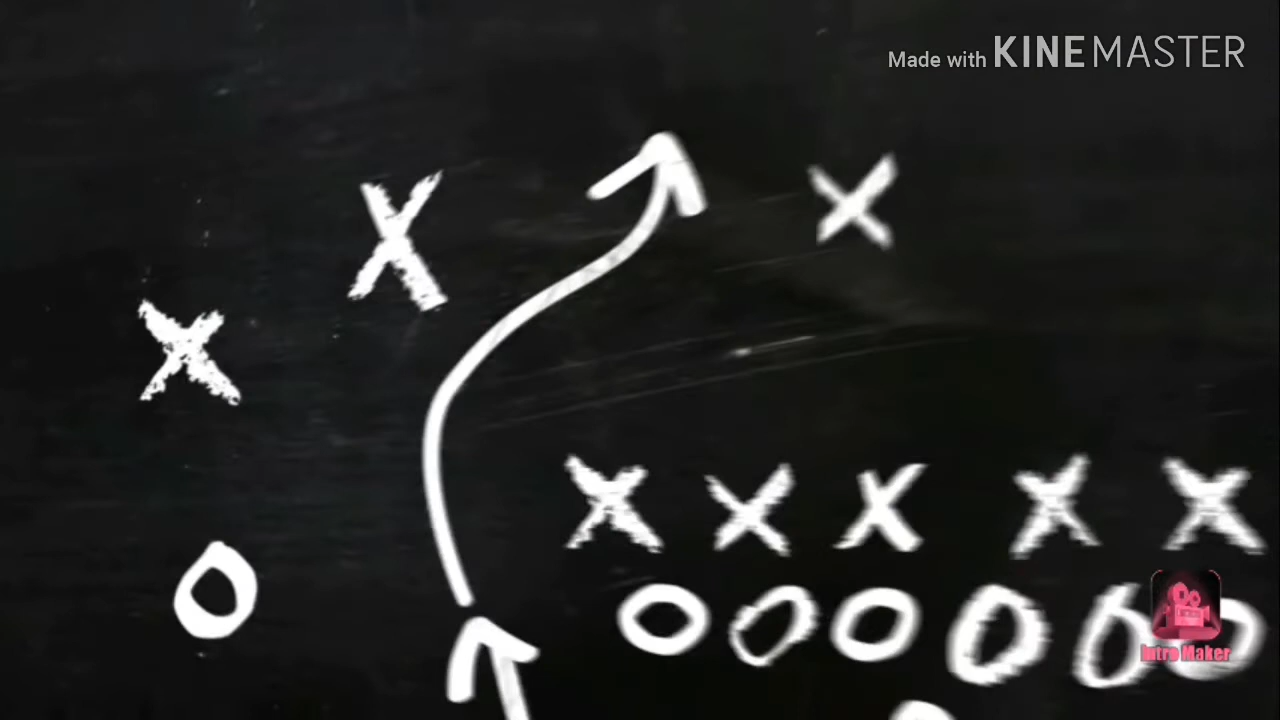 Made with KINEMASTER
X
X
X
X X X X X
O
O O O O O O
Intro Maker